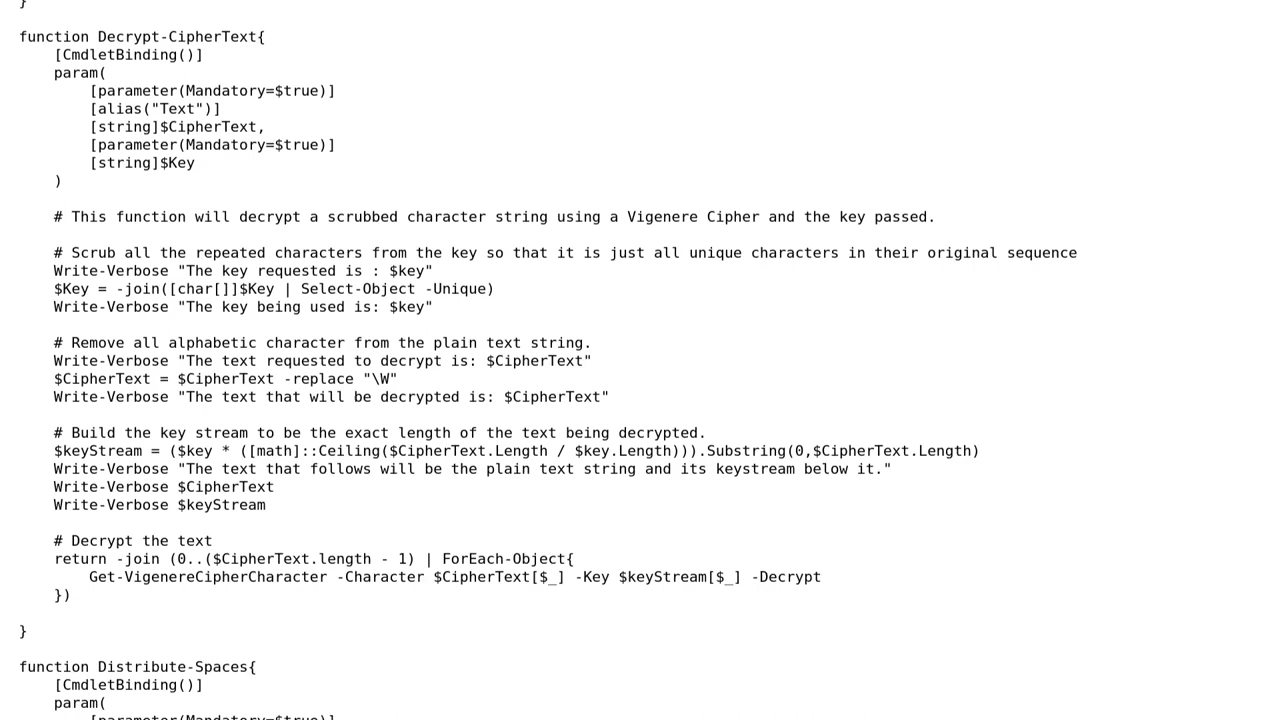 }
function Decrypt-CipherText{
    [CmdletBinding()]
    param(
        [parameter(Mandatory=$true)]
        [alias("Text")]
        [string]$CipherText,
        [parameter(Mandatory=$true)]
        [string]$Key
    )
    # This function will decrypt a scrubbed character string using a Vigenere Cipher and the key passed.
    # Scrub all the repeated characters from the key so that it is just all unique characters in their original sequence
    Write-Verbose "The key requested is : $key"
    $Key = -join([char[]]$Key | Select-Object -Unique)
    Write-Verbose "The key being used is: $key"
    # Remove all alphabetic character from the plain text string.
    Write-Verbose "The text requested to decrypt is: $CipherText"
    $CipherText = $CipherText -replace "\W"
    Write-Verbose "The text that will be decrypted is: $CipherText"
    # Build the key stream to be the exact length of the text being decrypted.
    $keyStream = ($key * ([math]::Ceiling($CipherText.Length / $key.Length))).Substring(0,$CipherText.Length)
    Write-Verbose "The text that follows will be the plain text string and its keystream below it."
    Write-Verbose $CipherText
    Write-Verbose $keyStream
    # Decrypt the text
    return -join (0..($CipherText.length - 1) | ForEach-Object{
        Get-VigenereCipherCharacter -Character $CipherText[$_] -Key $keyStream[$_] -Decrypt
    })
}
function Distribute-Spaces{
    [CmdletBinding()]
    param(
        [parameter(Mandatory=$true)]